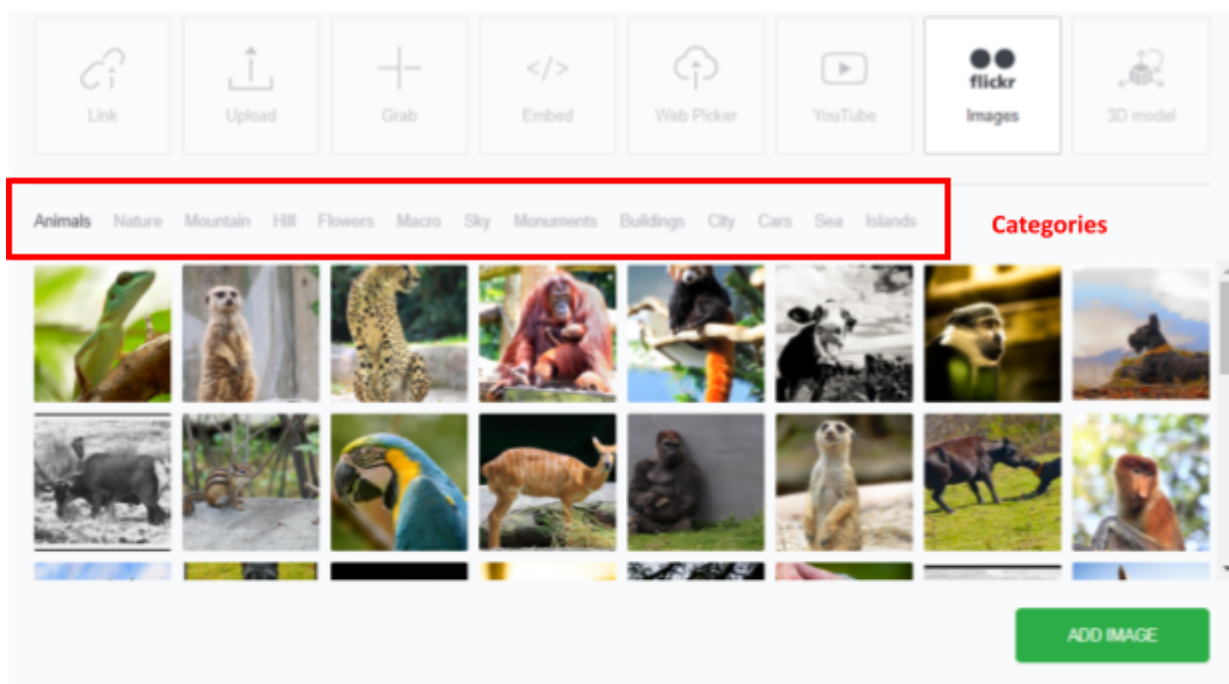 Link Upload Grab </> Embed Web Picker YouTube flickr Images 3D model
Animals Nature Mountain Hill Flowers Macro Sky Monuments Buildings City Cars Sea Islands Categories
ADD IMAGE